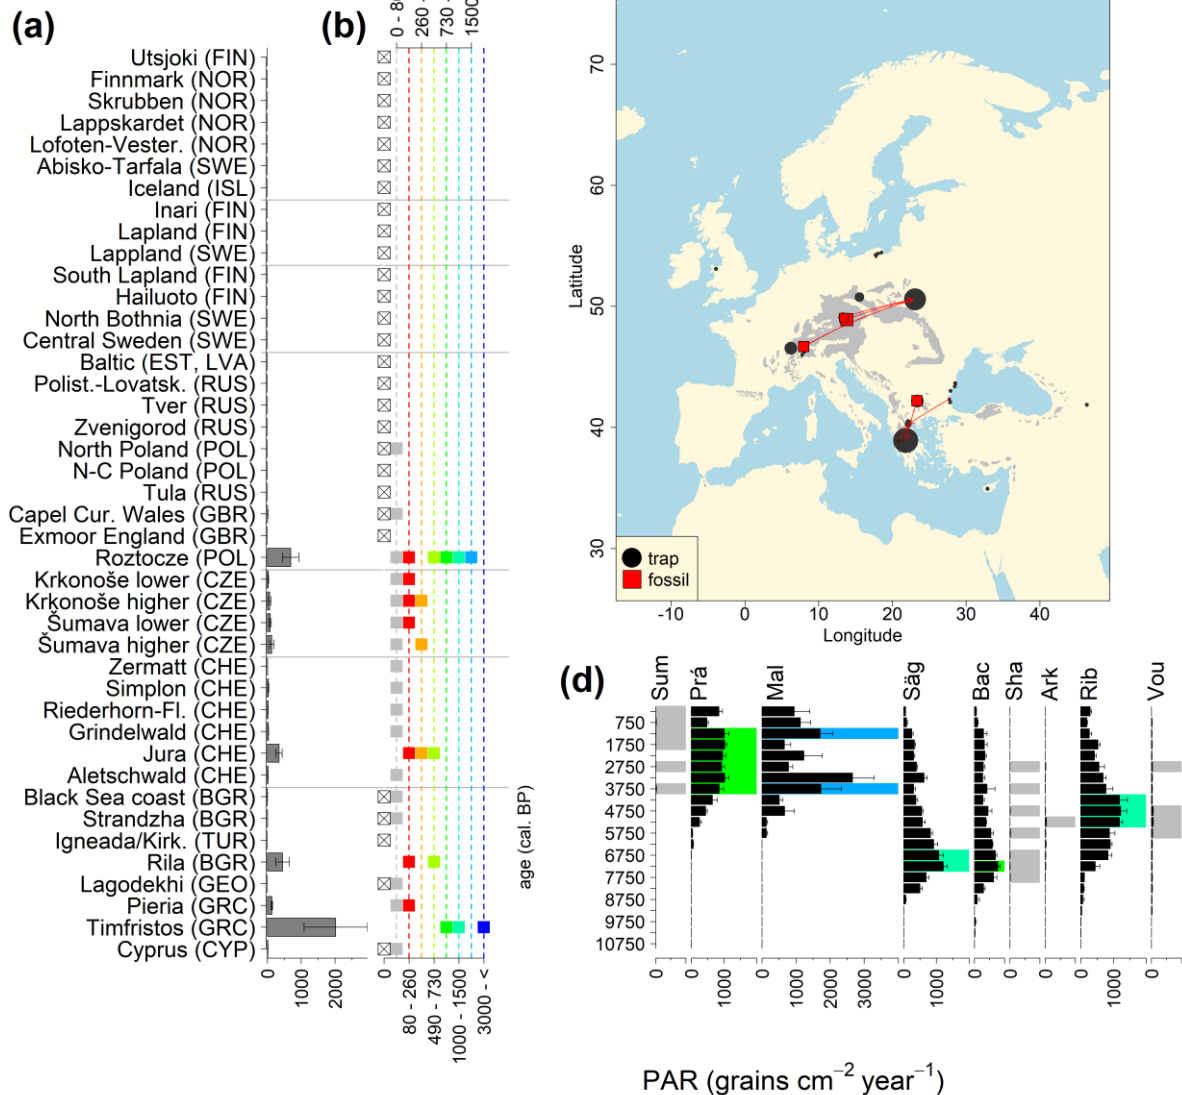 (a)
(b)
0 - 80
260 -
730 -
1500
Utsjoki (FIN)
Finnmark (NOR)
Skrubben (NOR)
Lappskardet (NOR)
Lofoten-Vester. (NOR)
Abisko-Tarfala (SWE)
Iceland (ISL)
Inari (FIN)
Lapland (FIN)
Lappland (SWE)
South Lapland (FIN)
Hailuoto (FIN)
North Bothnia (SWE)
Central Sweden (SWE)
Baltic (EST, LVA)
Polist.-Lovatsk. (RUS)
Tver (RUS)
Zvenigorod (RUS)
North Poland (POL)
N-C Poland (POL)
Tula (RUS)
Capel Cur. Wales (GBR)
Exmoor England (GBR)
Roztocze (POL)
Krkonoše lower (CZE)
Krkonoše higher (CZE)
Šumava lower (CZE)
Šumava higher (CZE)
Zermatt (CHE)
Simplon (CHE)
Riederhorn-Fl. (CHE)
Grindelwald (CHE)
Jura (CHE)
Aletschwald (CHE)
Black Sea coast (BGR)
Strandzha (BGR)
Igneada/Kirk. (TUR)
Rila (BGR)
Lagodekhi (GEO)
Pieria (GRC)
Timfristos (GRC)
Cyprus (CYP)
0
1000
2000
0
80 - 260
490 - 730
1000 - 1500
3000 - <
Latitude
70
60
50
40
30
trap
fossil
-10 0 10 20 30 40
Longitude
(d)
Sum Prá Mal Ság Bac Sha Ark Rib Vou
age (cal. BP)
750
1750
2750
3750
4750
5750
6750
7750
8750
9750
10750
0 0 1000 0 1000 2000 3000 0 1000 0 0 0 0 1000 0
PAR (grains cm⁻² year⁻¹)